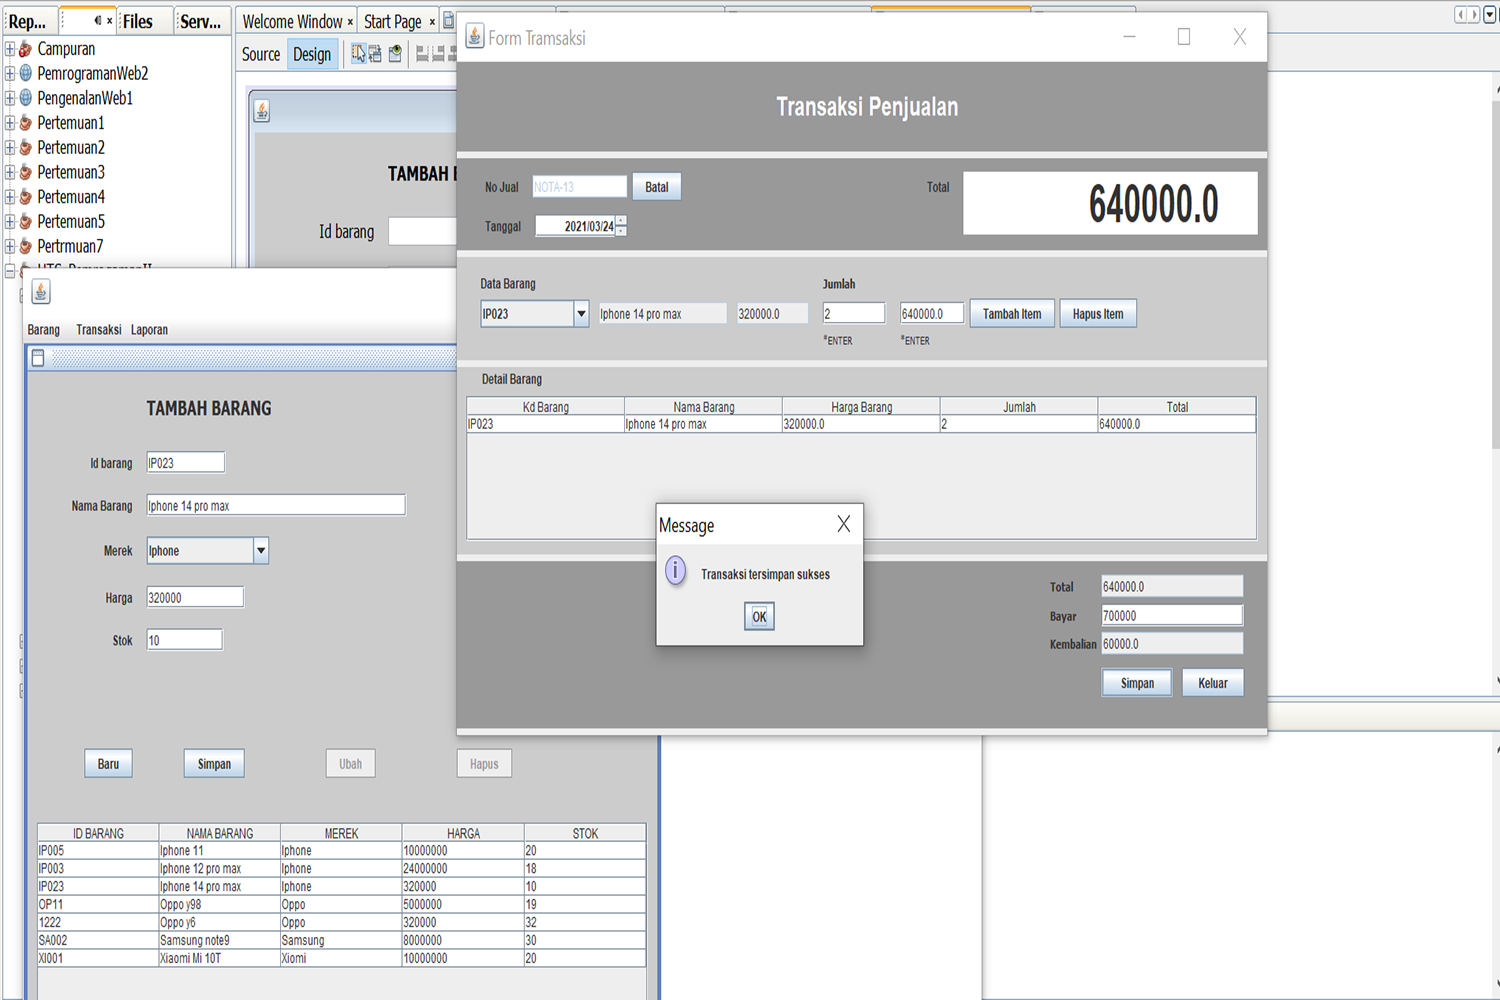 Rep...
Files
Serv...
Welcome Window ×
Start Page ×
Source
Design
Campuran
PemrogramanWeb2
PengenalanWeb1
Pertemuan1
Pertemuan2
Pertemuan3
Pertemuan4
Pertemuan5
Pertrmuan7
Id barang
Form Tramsaksi
Transaksi Penjualan
No Jual
NOTA-13
Batal
Total
640000.0
Tanggal
2021/03/24
Data Barang
Jumlah
IP023
Iphone 14 pro max
320000.0
2
640000.0
Tambah Item
Hapus Item
*ENTER
*ENTER
Detail Barang
Kd Barang Nama Barang Harga Barang Jumlah Total
IP023 Iphone 14 pro max 320000.0 2 640000.0
Message
Transaksi tersimpan sukses
OK
Total 640000.0
Bayar 700000
Kembalian 60000.0
Simpan
Keluar
Barang Transaksi Laporan
TAMBAH BARANG
Id barang IP023
Nama Barang Iphone 14 pro max
Merek Iphone
Harga 320000
Stok 10
Baru
Simpan
Ubah
Hapus
ID BARANG NAMA BARANG MEREK HARGA STOK
IP005 Iphone 11 Iphone 10000000 20
IP003 Iphone 12 pro max Iphone 24000000 18
IP023 Iphone 14 pro max Iphone 320000 10
OP11 Oppo y98 Oppo 5000000 19
1222 Oppo y6 Oppo 320000 32
SA002 Samsung note9 Samsung 8000000 30
XI001 Xiaomi Mi 10T Xiomi 10000000 20